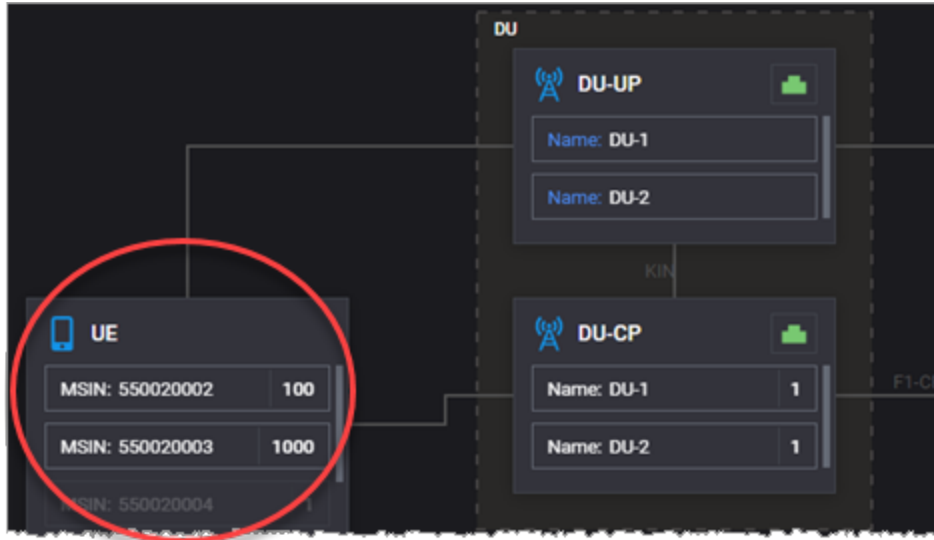 DU
DU-UP
Name: DU-1
Name: DU-2
KIN
UE
MSIN: 550020002 100
MSIN: 550020003 1000
MSIN: 550020004 1
DU-CP
Name: DU-1 1
Name: DU-2 1